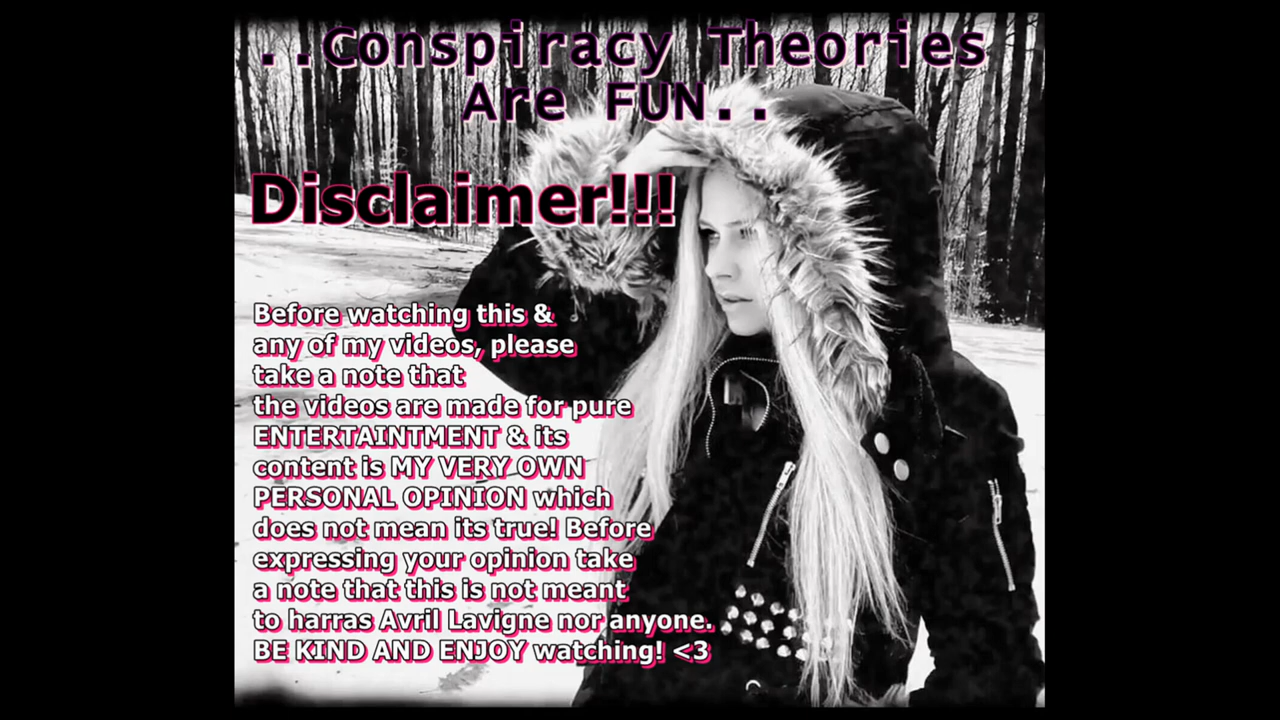 ..Conspiracy Theories
Are FUN..
Disclaimer!!!
Before watching this &
any of my videos, please
take a note that
the videos are made for pure
ENTERTAINTMENT & its
content is MY VERY OWN
PERSONAL OPINION which
does not mean its true! Before
expressing your opinion take
a note that this is not meant
to harras Avril Lavigne nor anyone.
BE KIND AND ENJOY watching! <3